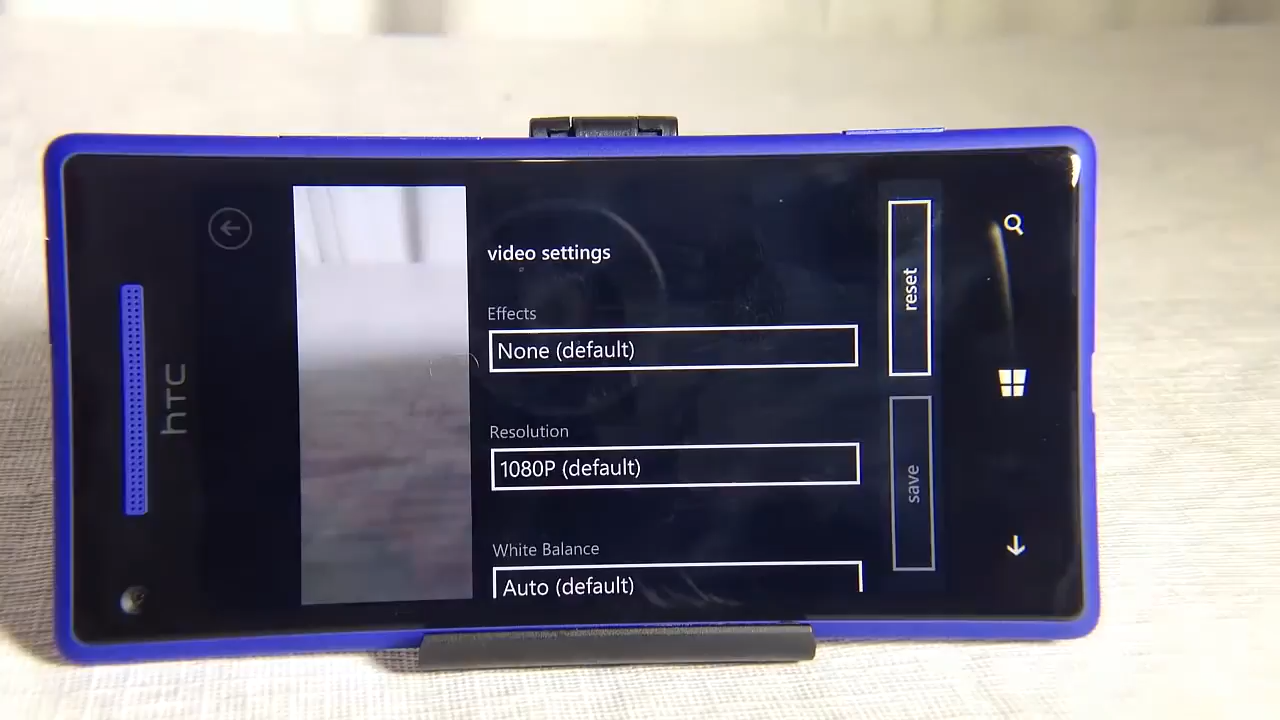 video settings
Effects
None (default)
Resolution
1080P (default)
White Balance
Auto (default)
reset
save
hTC